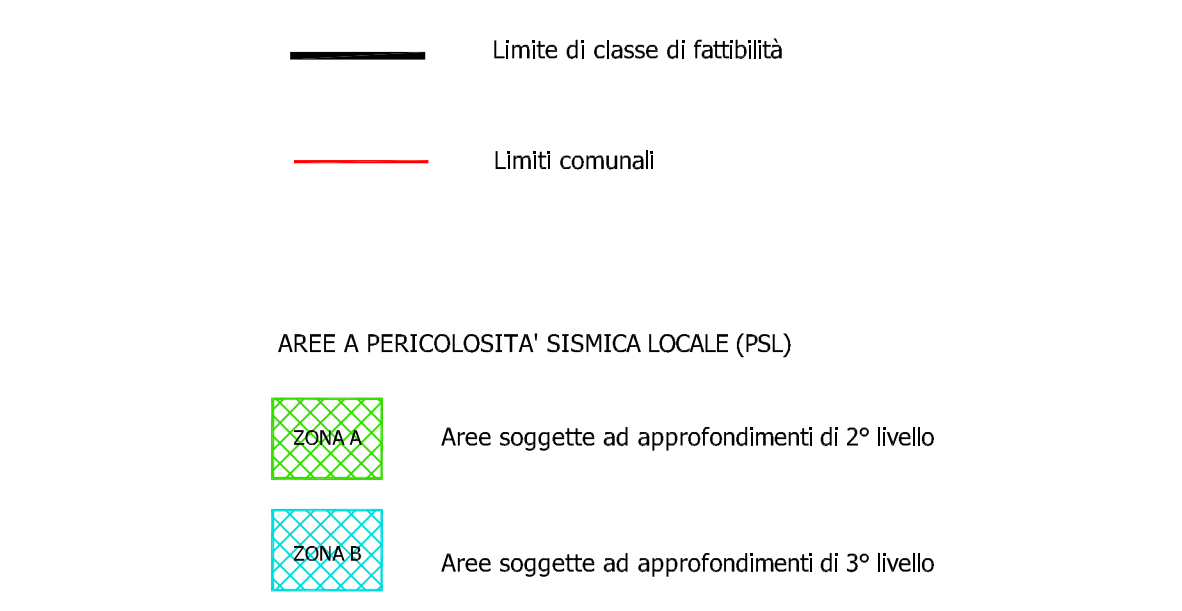 Limite di classe di fattibilità
Limiti comunali
AREE A PERICOLOSITA' SISMICA LOCALE (PSL)
ZONA A
Aree soggette ad approfondimenti di 2° livello
ZONA B
Aree soggette ad approfondimenti di 3° livello